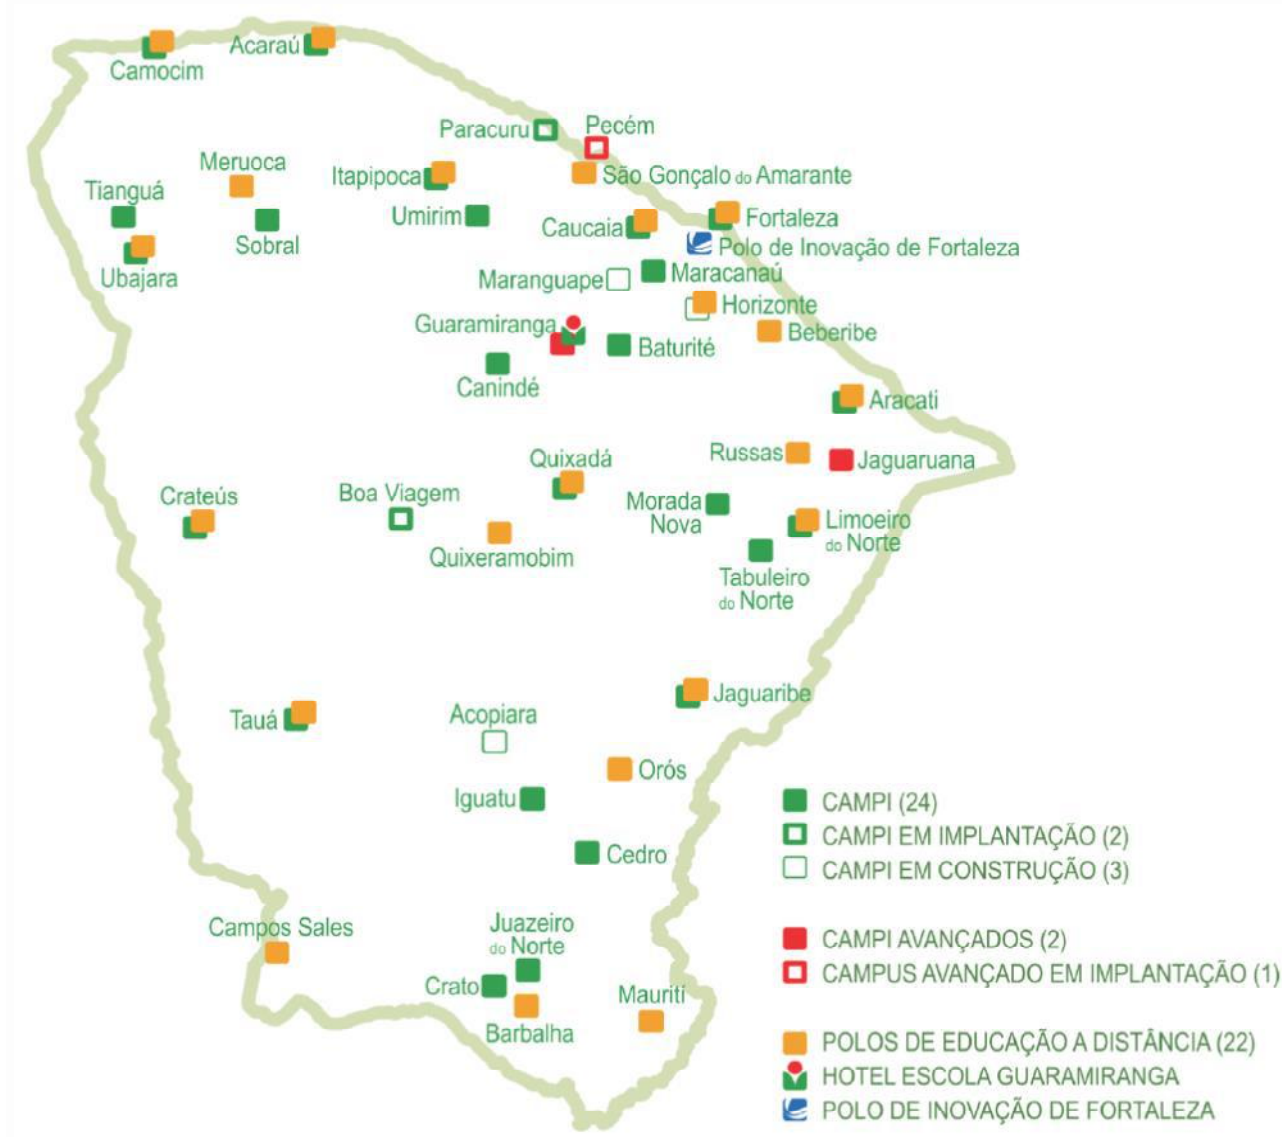 Camocim
Acaraú
Paracuru
Pecém
Meruoca
Itapipoca
São Gonçalo do Amarante
Tianguá
Umirim
Fortaleza
Sobral
Caucaia
Polo de Inovação de Fortaleza
Ubajara
Maranguape
Maracanaú
Horizonte
Guaramiranga
Beberibe
Baturité
Canindé
Aracati
Russas
Jaguaruana
Quixadá
Crateús
Boa Viagem
Morada
Nova
Limoeiro
do Norte
Quixeramobim
Tabuleiro
do Norte
Jaguaribe
Tauá
Acopiara
Orós
Iguatu
Cedro
Campos Sales
Juazeiro
do Norte
Crato
Mauriti
Barbalha
CAMPI (24)
CAMPI EM IMPLANTAÇÃO (2)
CAMPI EM CONSTRUÇÃO (3)
CAMPI AVANÇADOS (2)
CAMPUS AVANÇADO EM IMPLANTAÇÃO (1)
POLOS DE EDUCAÇÃO A DISTÂNCIA (22)
HOTEL ESCOLA GUARAMIRANGA
POLO DE INOVAÇÃO DE FORTALEZA